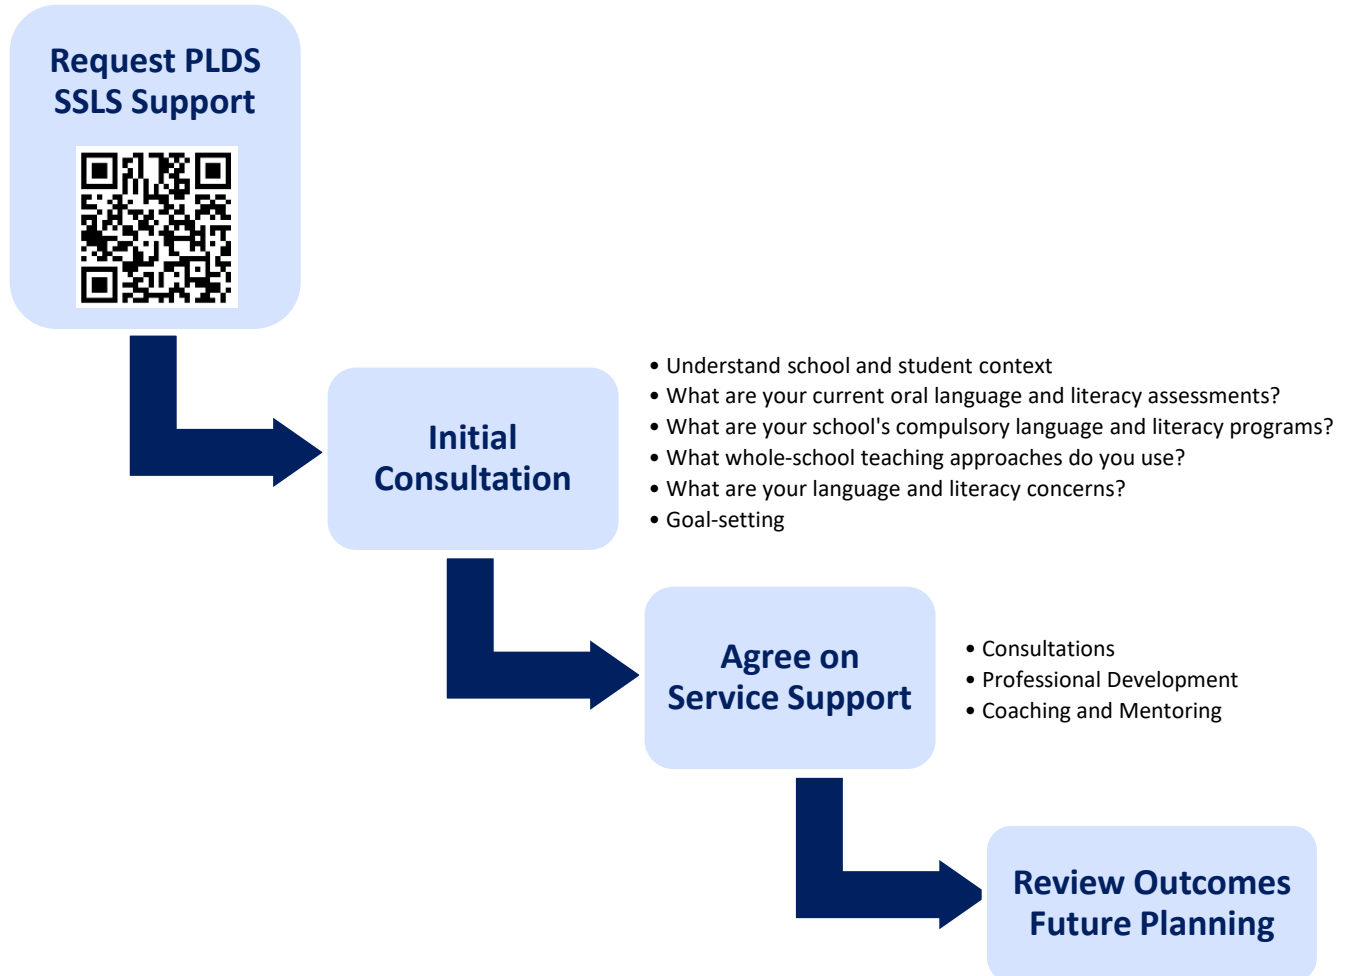 Request PLDS
SSLS Support
Initial
Consultation
• Understand school and student context
• What are your current oral language and literacy assessments?
• What are your school's compulsory language and literacy programs?
• What whole-school teaching approaches do you use?
• What are your language and literacy concerns?
• Goal-setting
Agree on
Service Support
• Consultations
• Professional Development
• Coaching and Mentoring
Review Outcomes
Future Planning